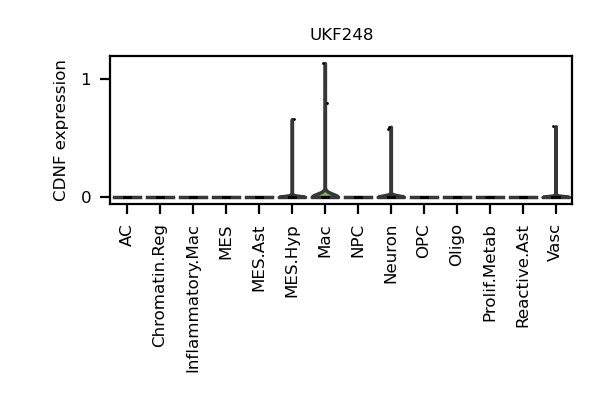 UKF248
CDNF expression
1
0
AC
Chromatin.Reg
Inflammatory.Mac
MES
MES.Ast
MES.Hyp
Mac
NPC
Neuron
OPC
Oligo
Prolif.Metab
Reactive.Ast
Vasc